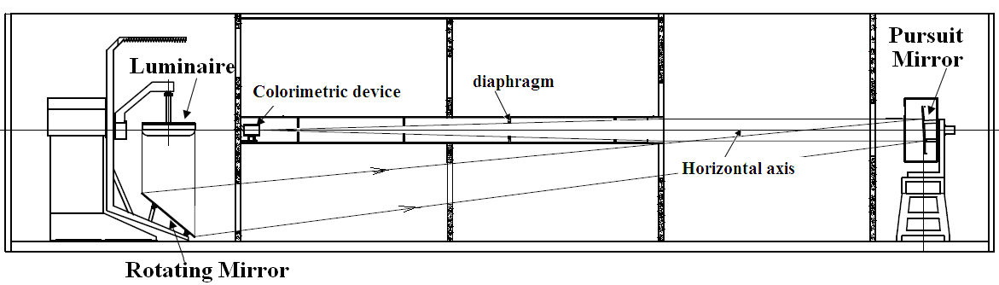 Pursuit
Mirror
Luminaire
Colorimetric device
diaphragm
Horizontal axis
Rotating Mirror